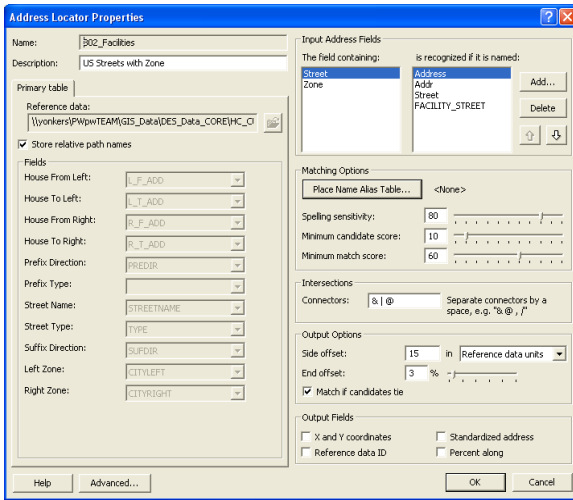 Address Locator Properties
Name: 302_Facilities
Description: US Streets with Zone
Primary table
Reference data:
\\yonkers\PWpwTEAM\GIS_Data\DES_Data_CORE\HC_C
Store relative path names
Fields
House From Left: L_F_ADD
House To Left: L_T_ADD
House From Right: R_F_ADD
House To Right: R_T_ADD
Prefix Direction: PREDIR
Prefix Type:
Street Name: STREETNAME
Street Type: TYPE
Suffix Direction: SUFDIR
Left Zone: CITYLEFT
Right Zone: CITYRIGHT
Input Address Fields
The field containing: is recognized if it is named:
Street
Zone
Address
Addr
Street
FACILITY_STREET
Add...
Delete
Matching Options
Place Name Alias Table... <None>
Spelling sensitivity: 80
Minimum candidate score: 10
Minimum match score: 60
Intersections
Connectors: & | @ Separate connectors by a
space, e.g. "& @ , /"
Output Options
Side offset: 15 in Reference data units
End offset: 3 %
Match if candidates tie
Output Fields
X and Y coordinates Standardized address
Reference data ID Percent along
Help Advanced... OK Cancel